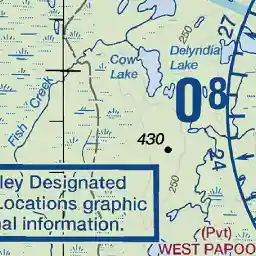 27
250
Delyndia
Lake
Cow
Lake
08
Fish Creek
430
24
250
ley Designated
Locations graphic
nal information.
(Pvt)
WEST PAPOO